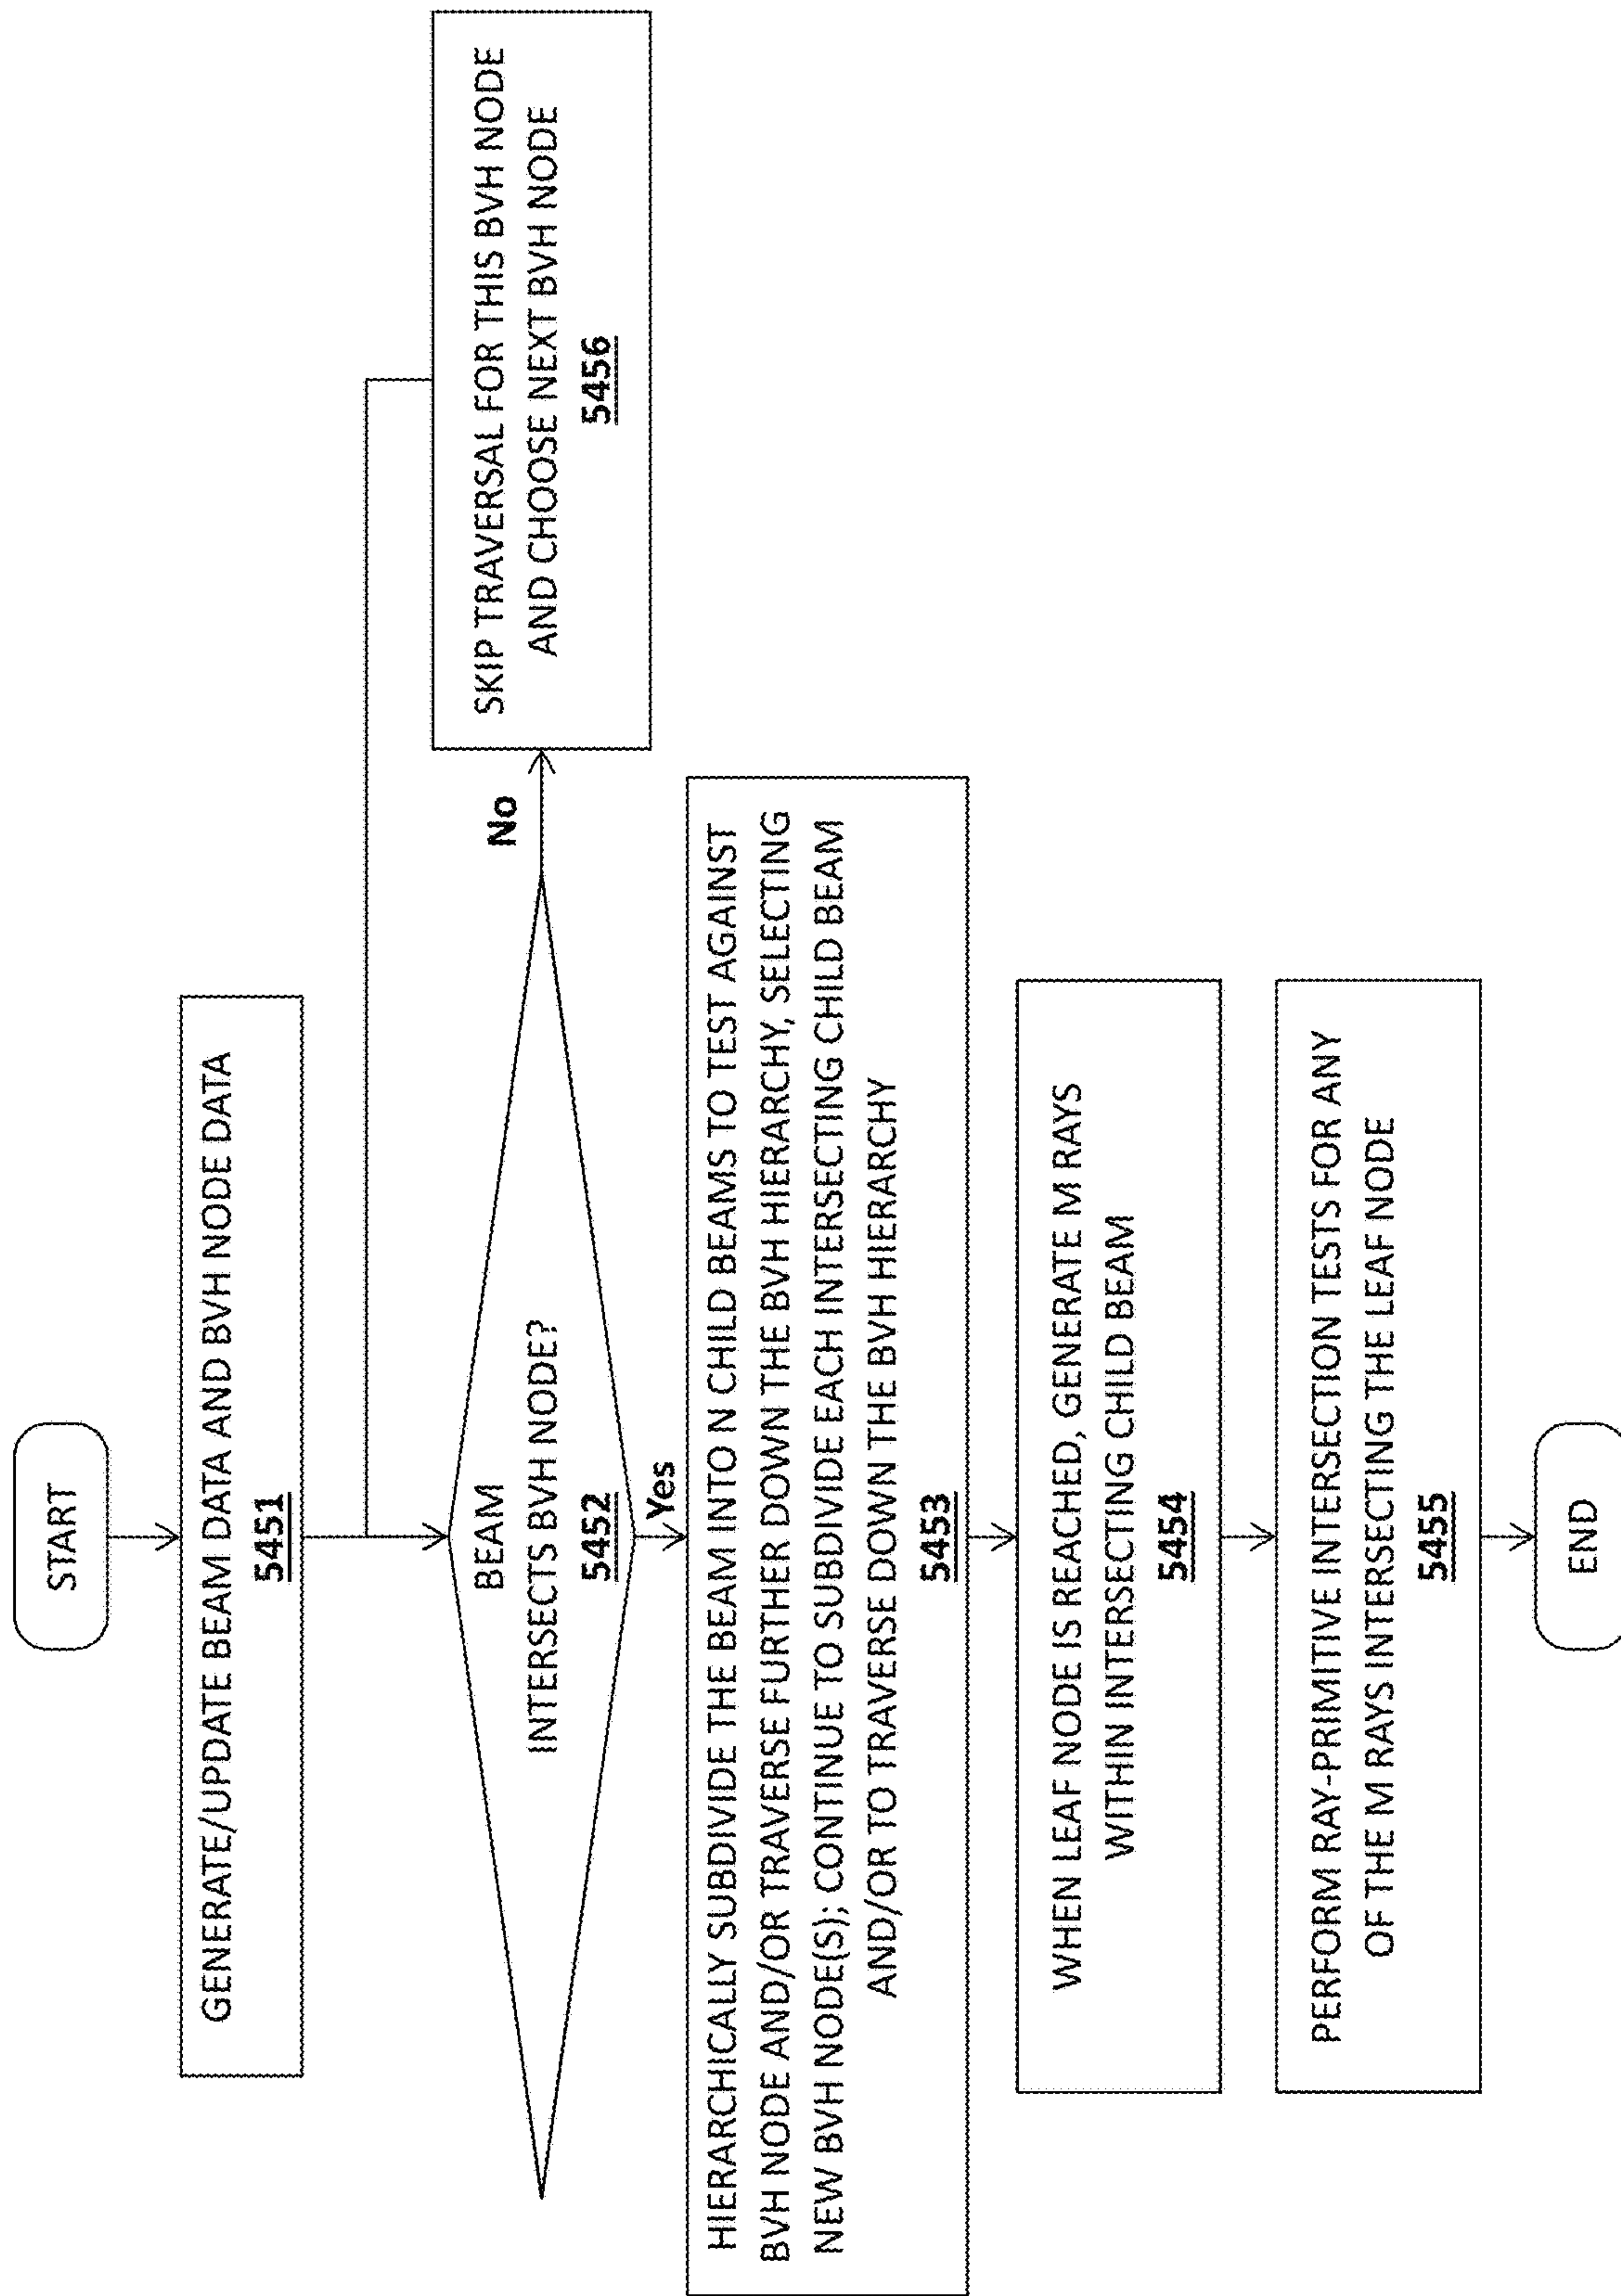 START
GENERATE/UPDATE BEAM DATA AND BVH NODE DATA
5451
BEAM
INTERSECTS BVH NODE?
5452
No
SKIP TRAVERSAL FOR THIS BVH NODE
AND CHOOSE NEXT BVH NODE
5456
Yes
HIERARCHICALLY SUBDIVIDE THE BEAM INTO N CHILD BEAMS TO TEST AGAINST
BVH NODE AND/OR TRAVERSE FURTHER DOWN THE BVH HIERARCHY, SELECTING
NEW BVH NODE(S); CONTINUE TO SUBDIVIDE EACH INTERSECTING CHILD BEAM
AND/OR TO TRAVERSE DOWN THE BVH HIERARCHY
5453
WHEN LEAF NODE IS REACHED, GENERATE M RAYS
WITHIN INTERSECTING CHILD BEAM
5454
PERFORM RAY-PRIMITIVE INTERSECTION TESTS FOR ANY
OF THE M RAYS INTERSECTING THE LEAF NODE
5455
END